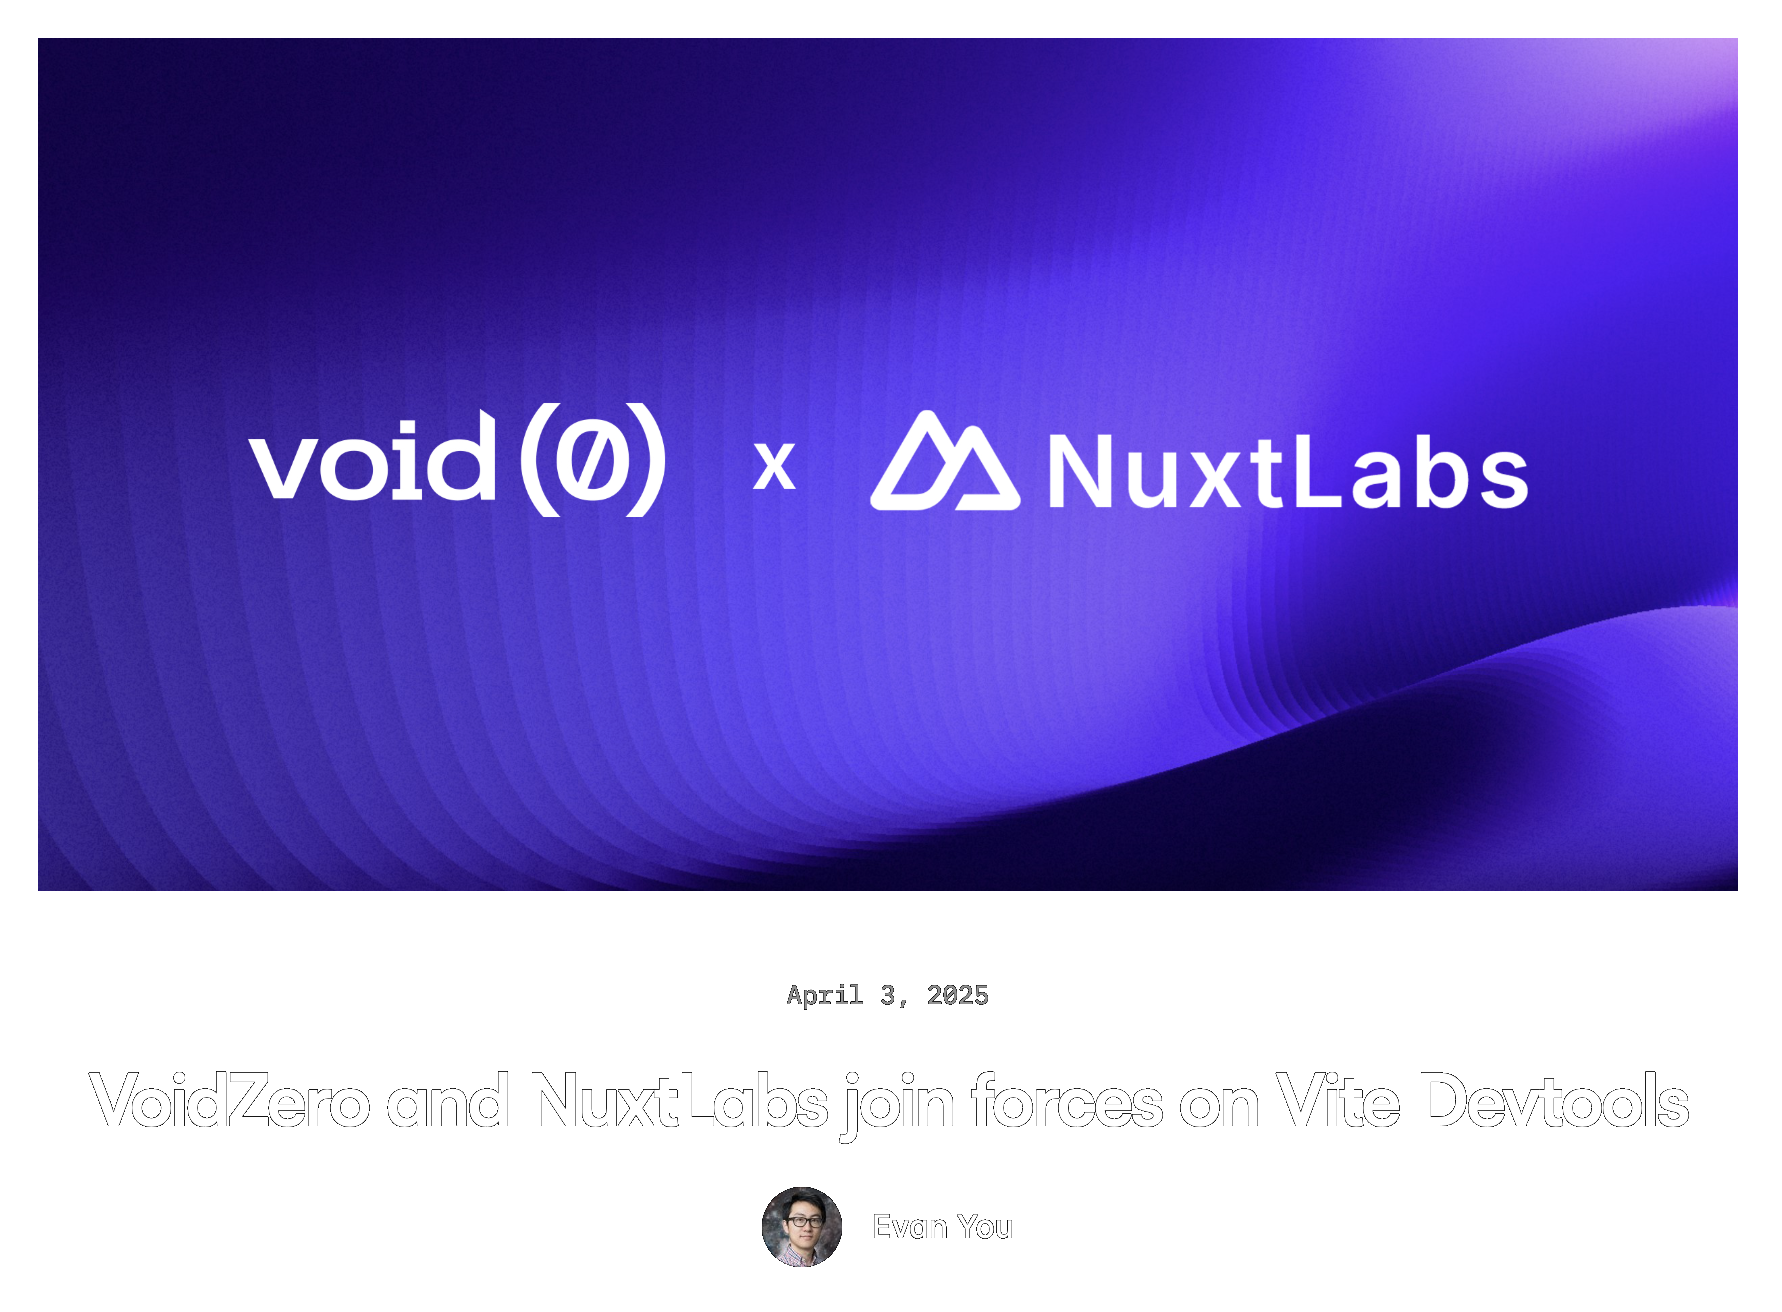 void(0) x NuxtLabs
April 3, 2025
VoidZero and NuxtLabs join forces on Vite Devtools
Evan You